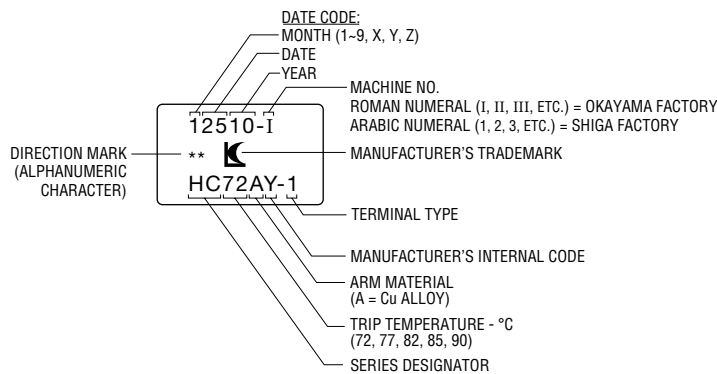 DATE CODE:
MONTH (1~9, X, Y, Z)
DATE
YEAR
MACHINE NO.
ROMAN NUMERAL (I, II, III, ETC.) = OKAYAMA FACTORY
ARABIC NUMERAL (1, 2, 3, ETC.) = SHIGA FACTORY
12510-I
DIRECTION MARK
(ALPHANUMERIC
CHARACTER)
**
MANUFACTURER'S TRADEMARK
HC72AY-1
TERMINAL TYPE
MANUFACTURER'S INTERNAL CODE
ARM MATERIAL
(A = Cu ALLOY)
TRIP TEMPERATURE - °C
(72, 77, 82, 85, 90)
SERIES DESIGNATOR